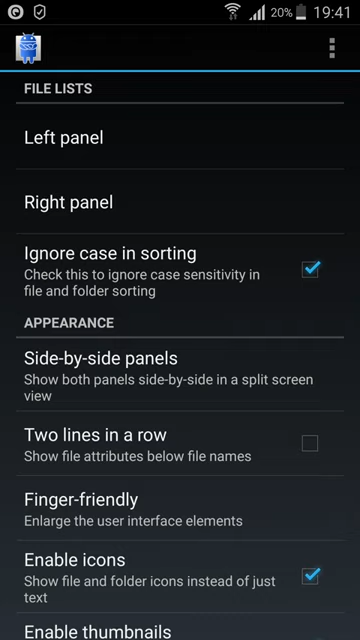 20% 19:41
FILE LISTS
Left panel
Right panel
Ignore case in sorting
Check this to ignore case sensitivity in
file and folder sorting
APPEARANCE
Side-by-side panels
Show both panels side-by-side in a split screen
view
Two lines in a row
Show file attributes below file names
Finger-friendly
Enlarge the user interface elements
Enable icons
Show file and folder icons instead of just
text
Enable thumbnails